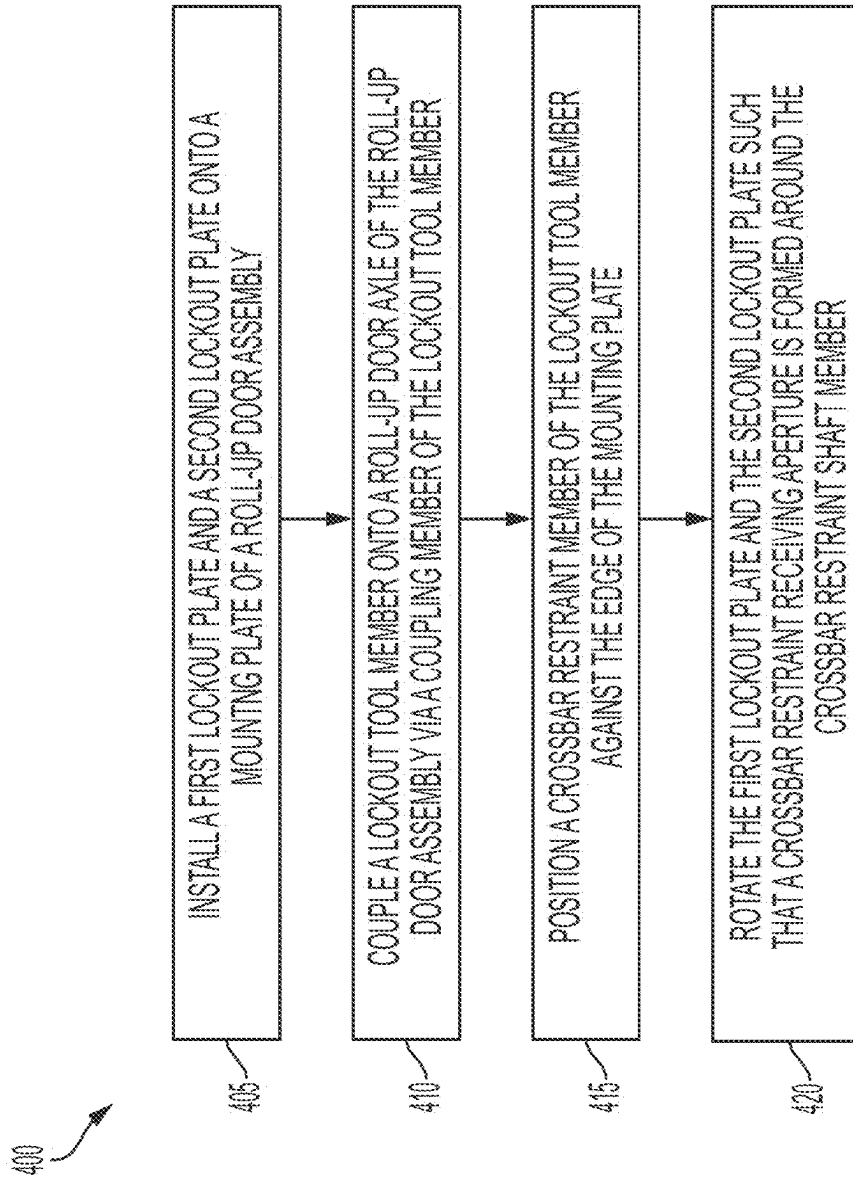 400
INSTALL A FIRST LOCKOUT PLATE AND A SECOND LOCKOUT PLATE ONTO A
MOUNTNG PLATE OF A ROLL-UP DOOR ASSEMBLY
405
COUPLE A LOCKOUT TOOL MEMBER ONTO A ROLL-UP DOOR AXLE OF THE ROLL-UP
DOOR ASSEMBLY VIA A COUPLING MEMBER OF THE LOCKOUT TOOL MEMBER
410
POSITION A CROSSBAR RESTRAINT MEMBER OF THE LOCKOUT TOOL MEMBER
AGAINST THE EDGE OF THE MOUNTING PLATE
415
ROTATE THE FIRST LOCKOUT PLATE AND THE SECOND LOCKOUT PLATE SUCH
THAT A CROSSBAR RESTRAINT RECEIVING APERTURE IS FORMED AROUND THE
CROSSBAR RESTRAINT SHAFT MEMBER
420